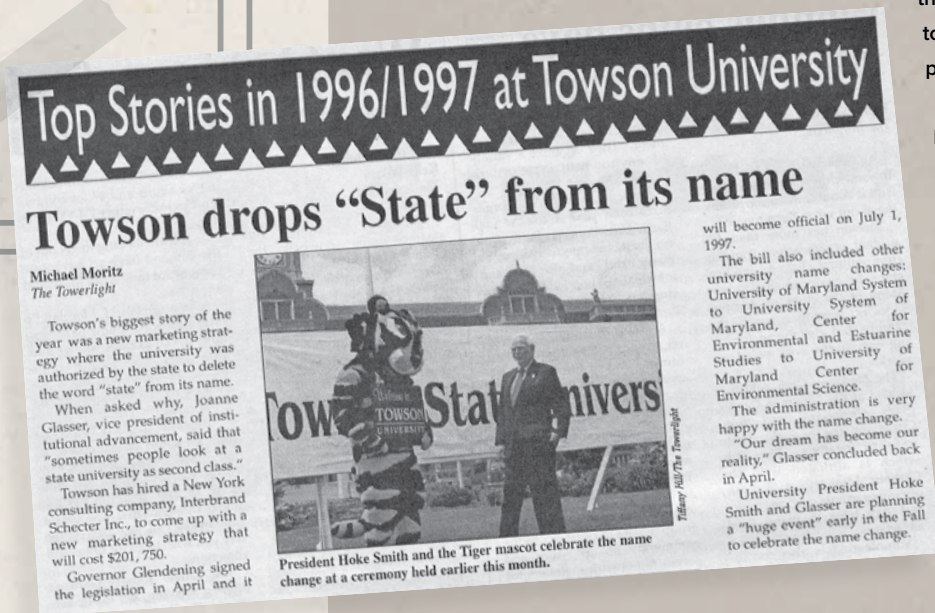 Top Stories in 1996/1997 at Towson University
Towson drops “State” from its name
Michael Moritz
The Towerlight
Towson's biggest story of the
year was a new marketing strat-
egy where the university was
authorized by the state to delete
the word “state” from its name.
When asked why, Joanne
Glasser, vice president of insti-
tutional advancement, said that
“sometimes people look at a
state university as second class.”
Towson has hired a New York
consulting company, Interbrand
Schecter Inc., to come up with a
new marketing strategy that
will cost $201, 750.
Governor Glendening signed
the legislation in April and it
Tow State Univers
TOWSON
UNIVERSITY
Tiffany Hill/The Towerlight
President Hoke Smith and the Tiger mascot celebrate the name
change at a ceremony held earlier this month.
will become official on July 1,
1997.
The bill also included other
university name changes:
University of Maryland System
to University System of
Maryland, Center for
Environmental and Estuarine
Studies to University of
Maryland Center for
Environmental Science.
The administration is very
happy with the name change.
“Our dream has become our
reality,” Glasser concluded back
in April.
University President Hoke
Smith and Glasser are planning
a “huge event” early in the Fall
to celebrate the name change.